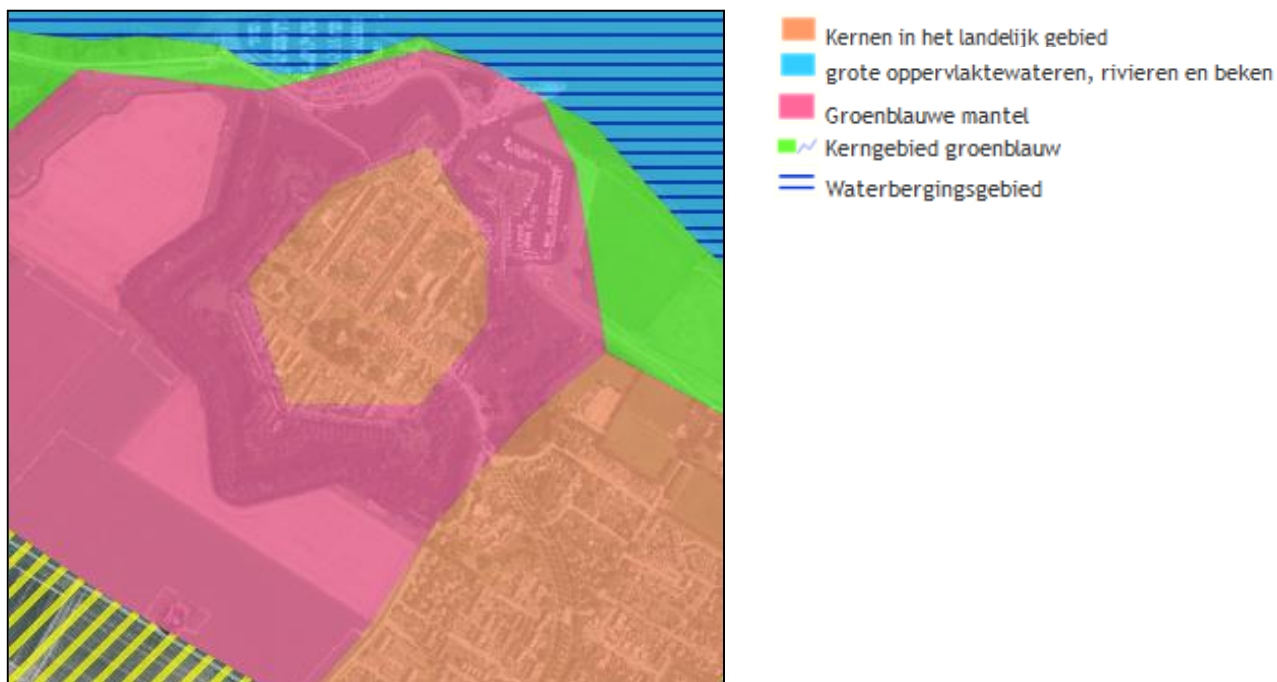 Kernen in het landelijk gebied
grote oppervlaktewateren, rivieren en beken
Groenblauwe mantel
Kerngebied groenblauw
Waterbergingsgebied